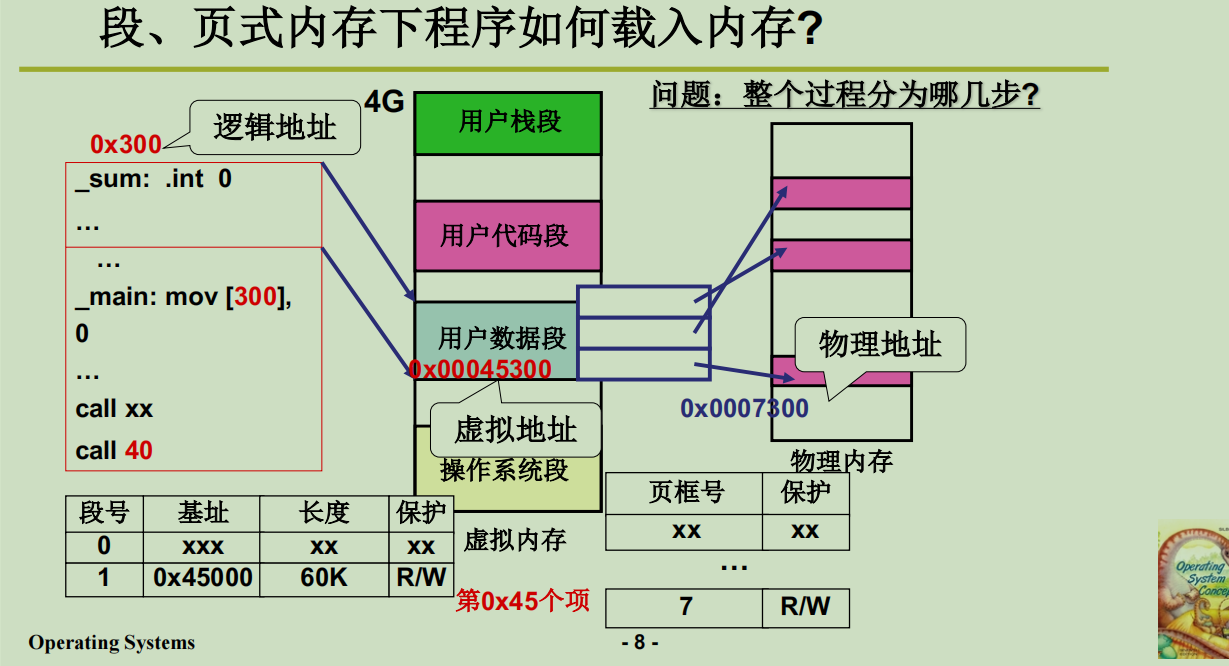 段、页式内存下程序如何载入内存?
问题：整个过程分为哪几步?
4G
逻辑地址
0x300
_sum: .int 0
…
…
_main: mov [300],
0
…
call xx
call 40
用户栈段
用户代码段
用户数据段
0x00045300
虚拟地址
操作系统段
虚拟内存
物理地址
0x0007300
物理内存
段号 基址 长度 保护
0 xxx xx xx
1 0x45000 60K R/W
页框号 保护
xx xx
…
第0x45个项
7 R/W
Operating Systems
- 8 -
Operating
System